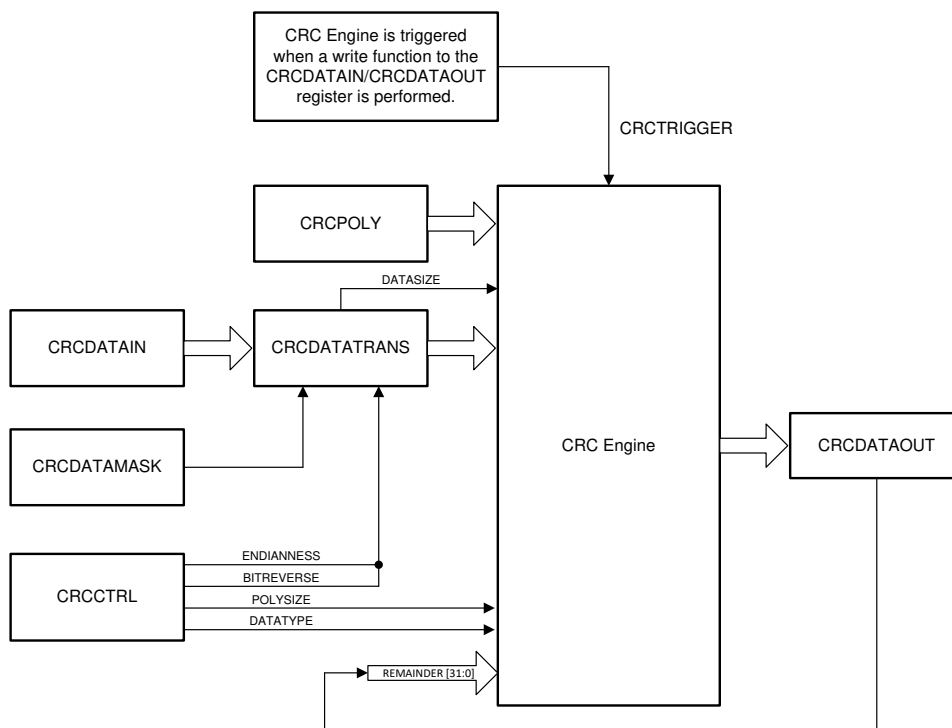 CRC Engine is triggered
when a write function to the
CRCDATAIN/CRCDATAOUT
register is performed.
CRCTRIGGER
CRCPOLY
DATASIZE
CRCDATAIN
CRCDATATRANS
CRCDATAMASK
CRC Engine
CRCDATAOUT
CRCCTRL
ENDIANNESS
BITREVERSE
POLYSIZE
DATATYPE
REMAINDER [31:0]